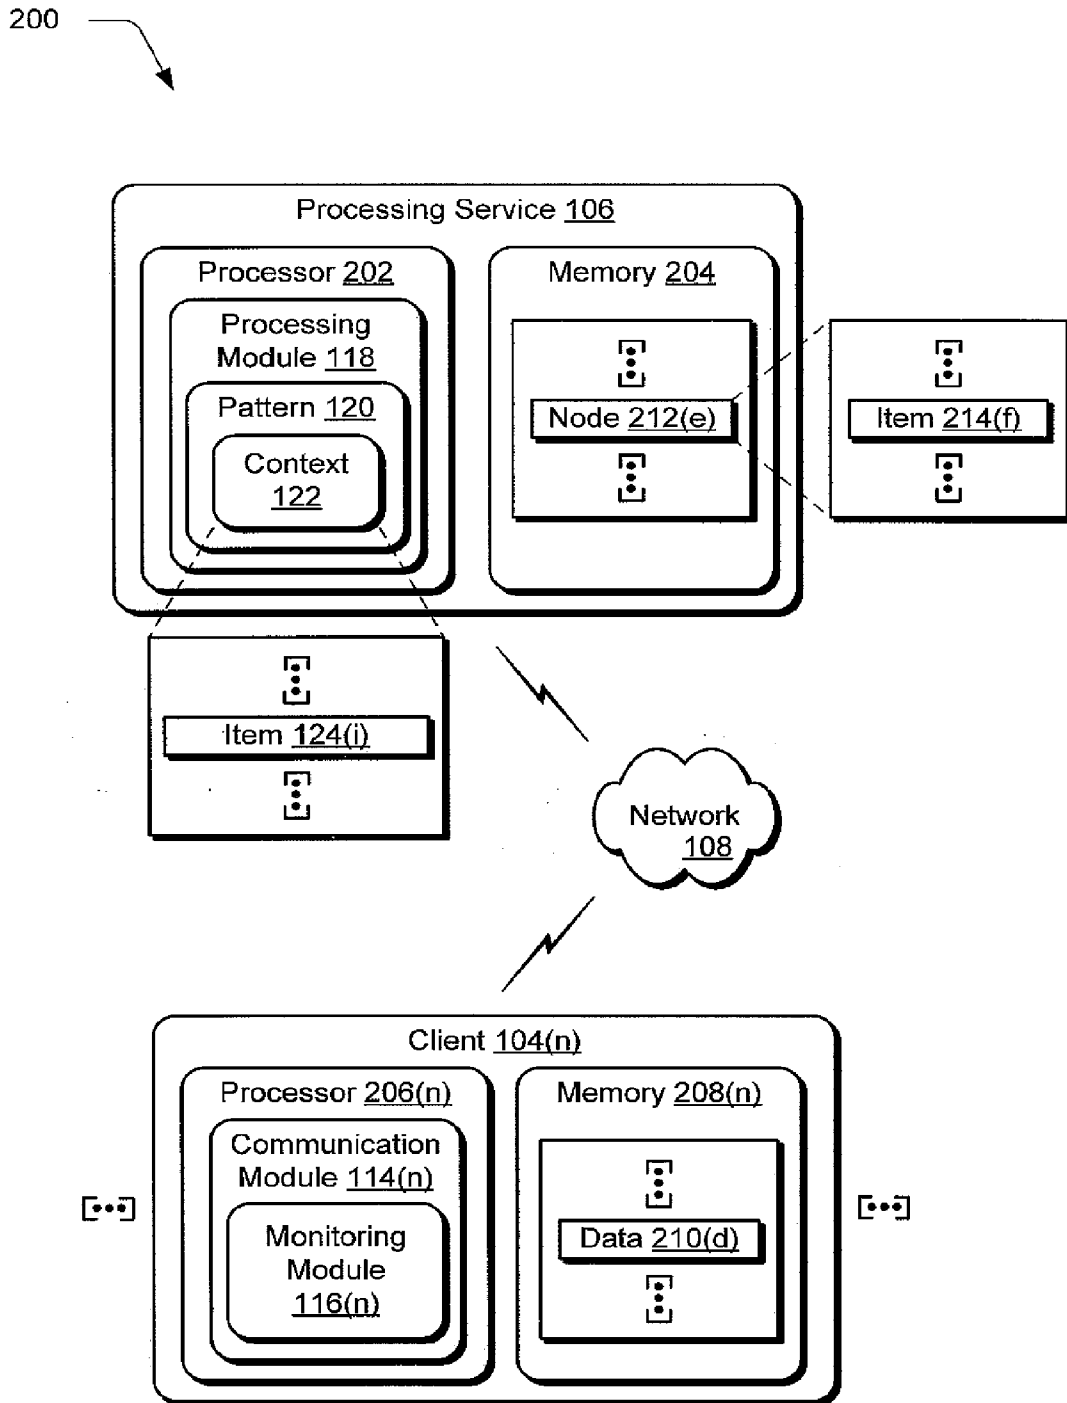 200
Processing Service 106
Processor 202
Memory 204
Processing
Module 118
Pattern 120
Context
122
Node 212(e)
Item 214(f)
Item 124(i)
Network
108
Client 104(n)
Processor 206(n)
Memory 208(n)
Communication
Module 114(n)
Monitoring
Module
116(n)
Data 210(d)